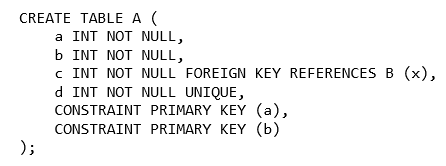 CREATE TABLE A (
    a INT NOT NULL,
    b INT NOT NULL,
    c INT NOT NULL FOREIGN KEY REFERENCES B (x),
    d INT NOT NULL UNIQUE,
    CONSTRAINT PRIMARY KEY (a),
    CONSTRAINT PRIMARY KEY (b)
);